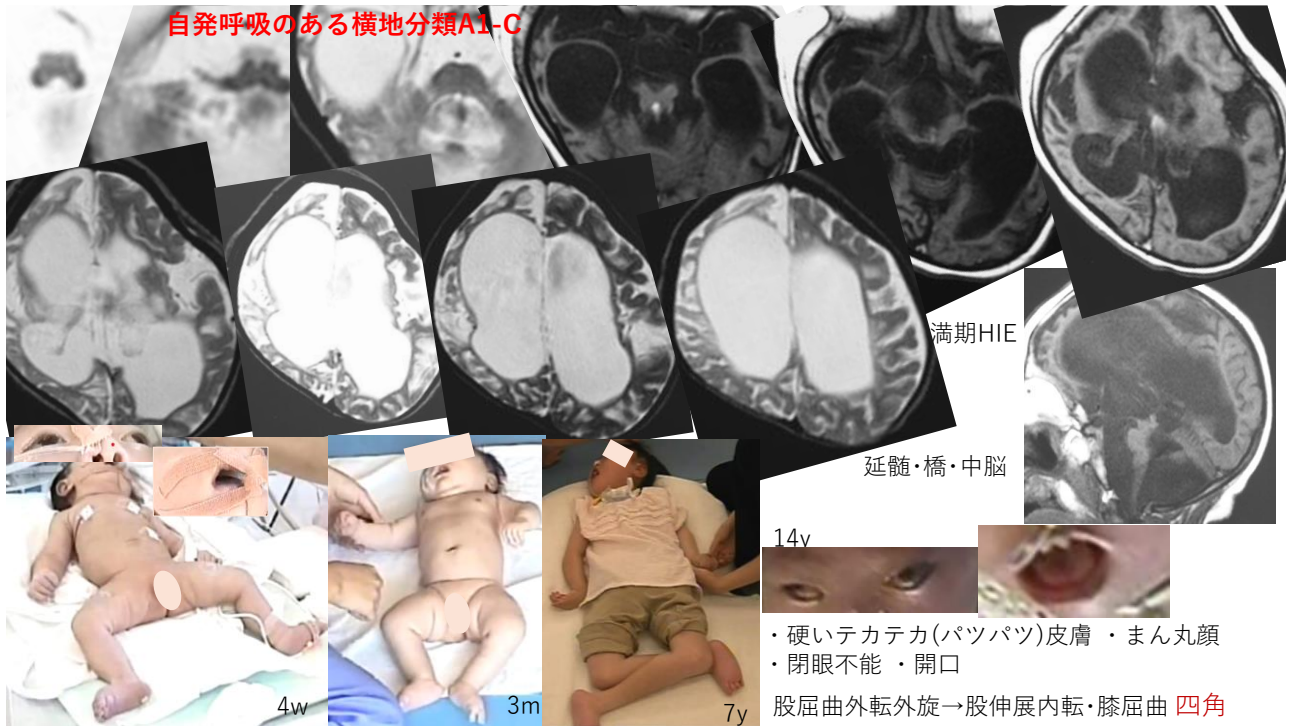 自発呼吸のある横地分類A1-C
満期HIE
延髄・橋・中脳
4w
3m
7y
14y
・硬いテカテカ(パツパツ)皮膚 ・まん丸顔
・閉眼不能 ・開口
股屈曲外転外旋→股伸展内転・膝屈曲 四角